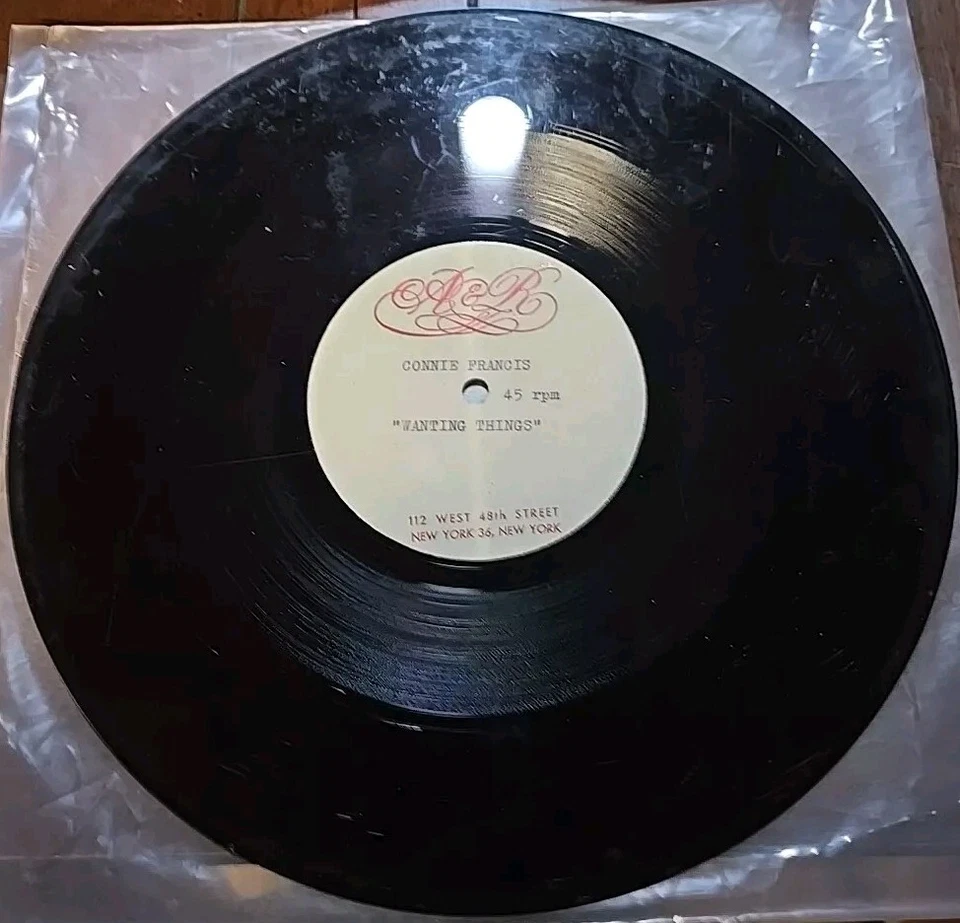 A&R
CONNIE FRANCIS
45 rpm
"WANTING THINGS"
112 WEST 48th STREET
NEW YORK 36, NEW YORK